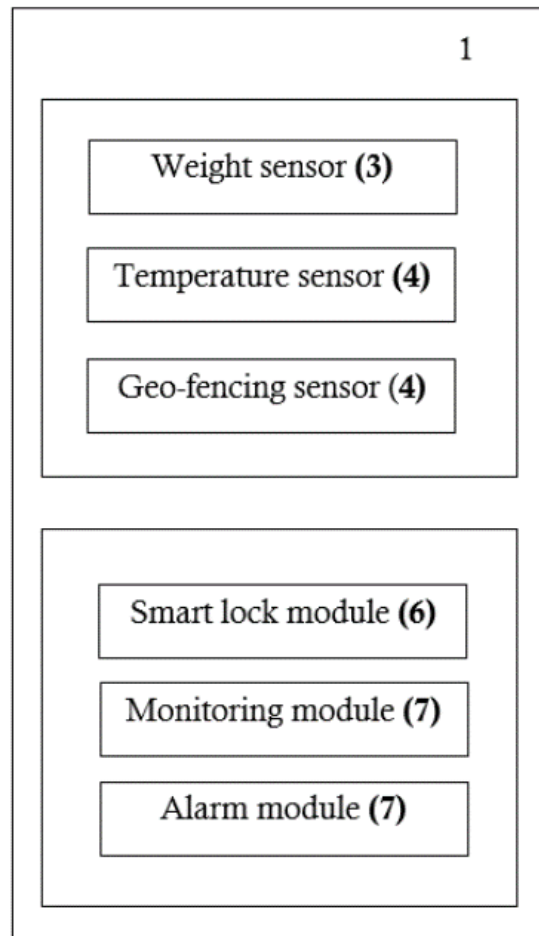 1
Weight sensor (3)
Temperature sensor (4)
Geo-fencing sensor (4)
Smart lock module (6)
Monitoring module (7)
Alarm module (7)